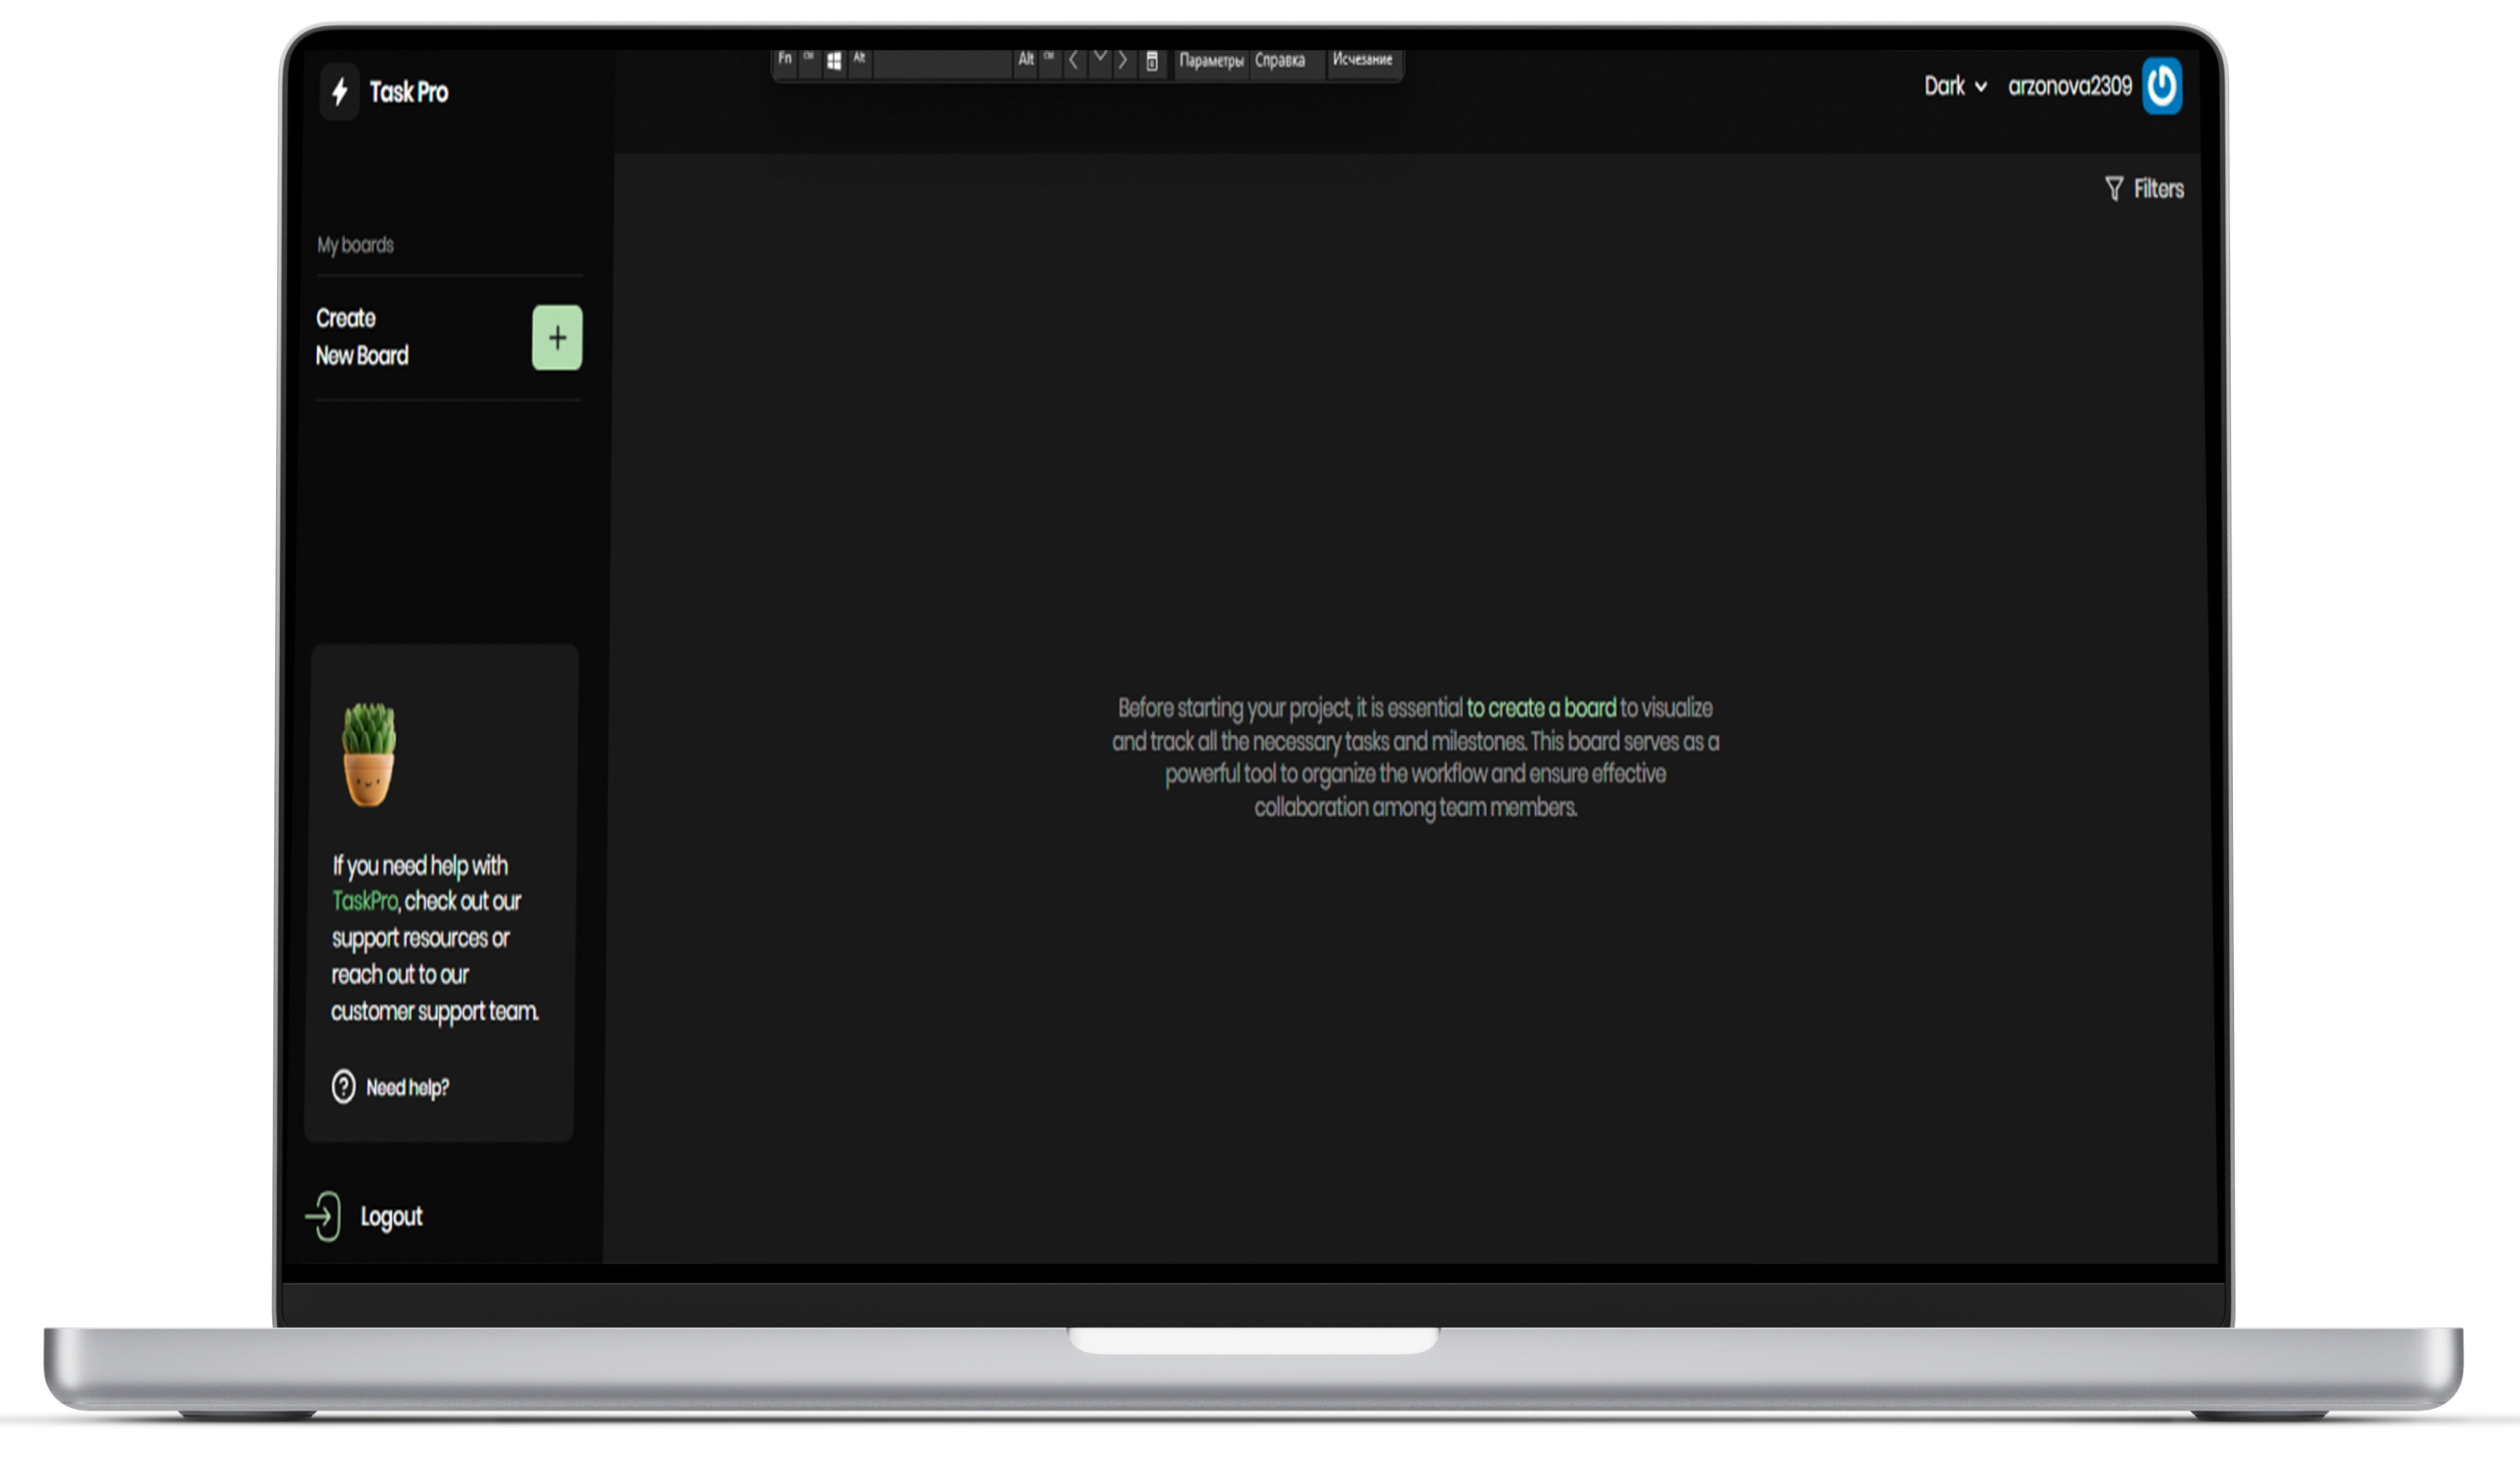 Fn Ctrl Alt Alt Ctrl Параметры Справка Исчезание
Task Pro
Dark arzonova2309
Filters
My boards
Create
New Board
Before starting your project, it is essential to create a board to visualize
and track all the necessary tasks and milestones. This board serves as a
powerful tool to organize the workflow and ensure effective
collaboration among team members.
If you need help with
TaskPro, check out our
support resources or
reach out to our
customer support team.
Need help?
Logout